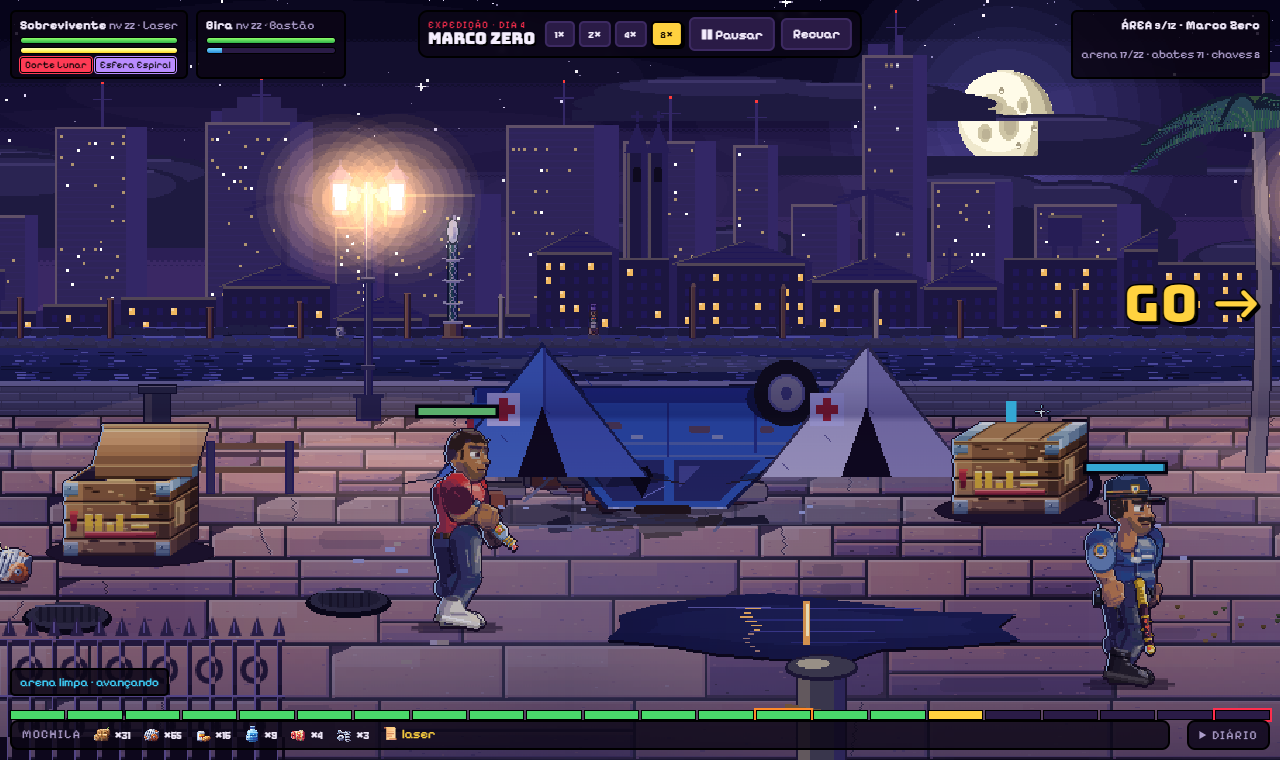 Sobrevivente nv 22 · Laser
Corte Lunar
Esfera Espiral
Gira nv 22 · Bastão
EXPEDIÇÃO · DIA 4
MARCO ZERO
1×
2×
4×
8×
Pausar
Recuar
ÁREA 9/12 · Marco Zero
arena 17/22 · abates 71 · chaves 8
GO →
arena limpa · avançando
MOCHILA ×31 ×65 ×15 ×9 ×4 ×3 laser
▶ DIÁRIO